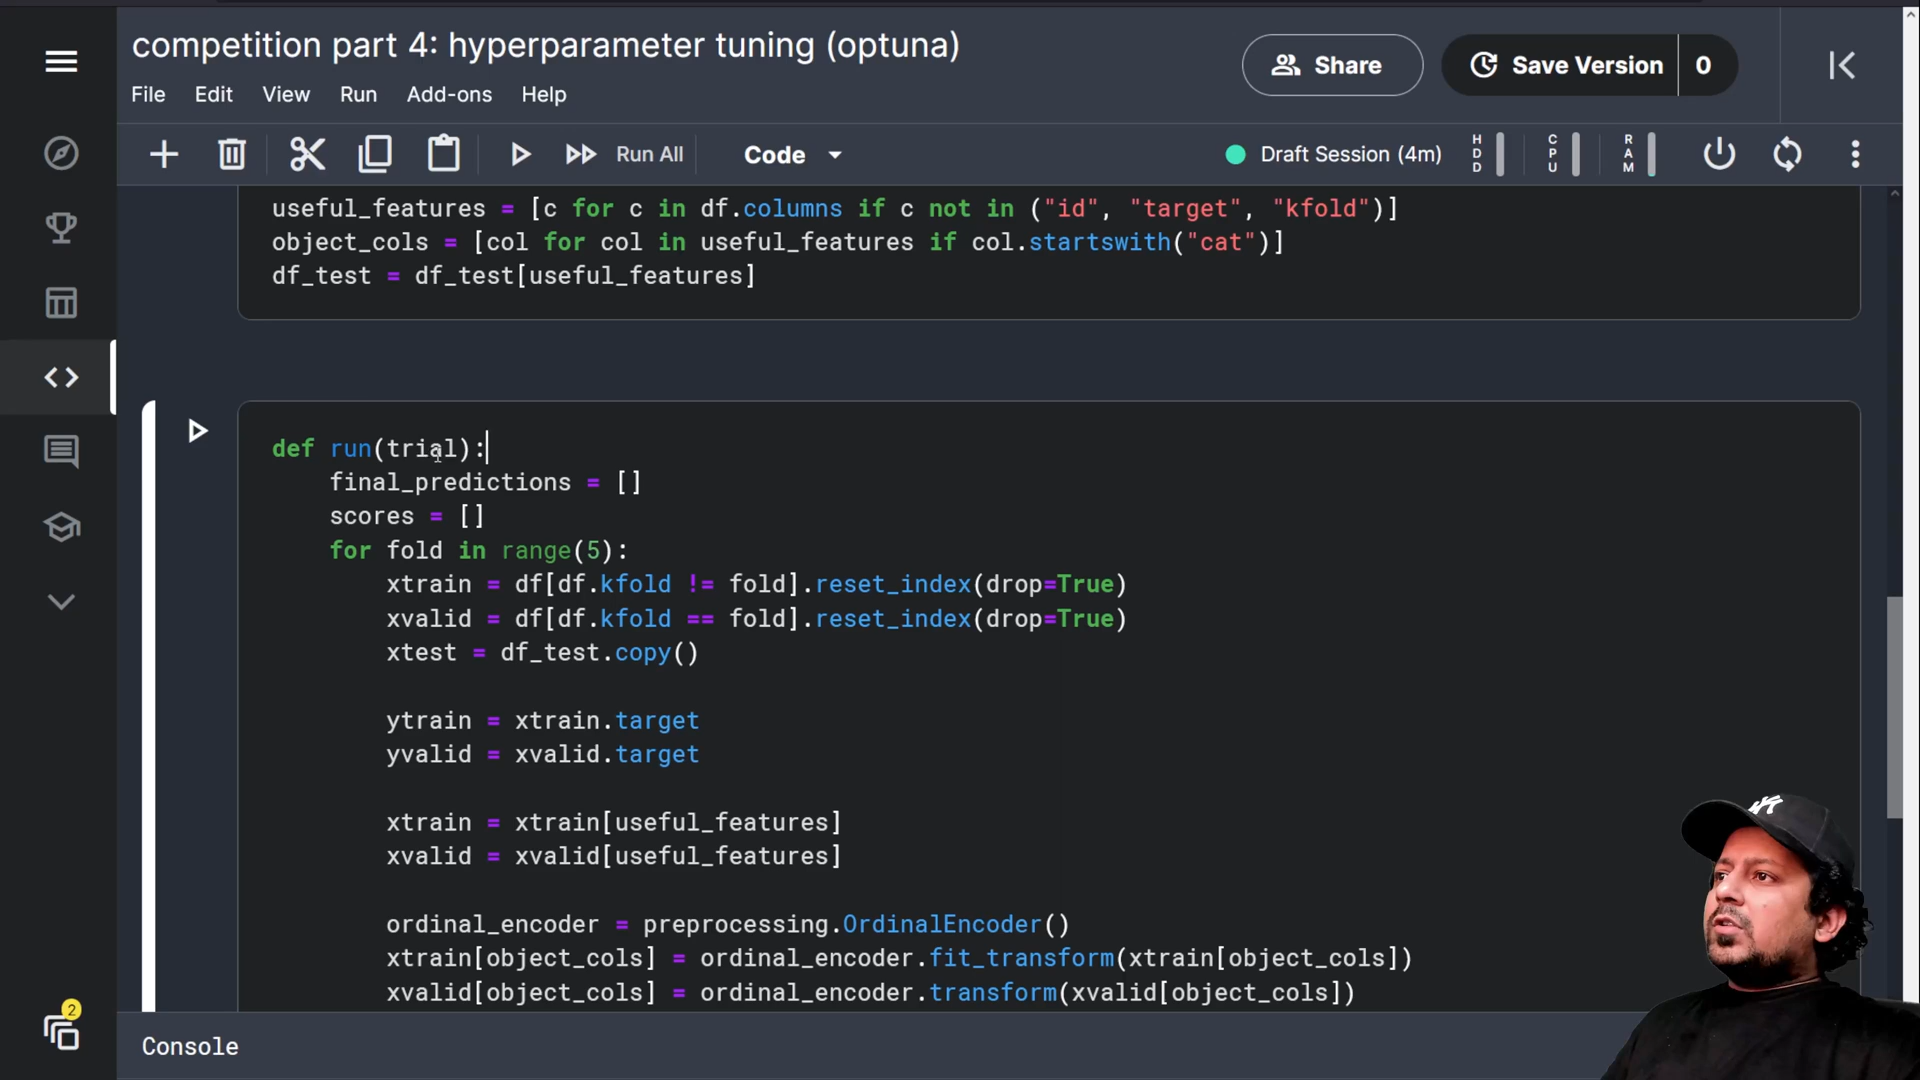 competition part 4: hyperparameter tuning (optuna)
Share
Save Version
0
File Edit View Run Add-ons Help
Run All
Code
Draft Session (4m)
HDD
CPU
RAM
useful_features = [c for c in df.columns if c not in ("id", "target", "kfold")]
object_cols = [col for col in useful_features if col.startswith("cat")]
df_test = df_test[useful_features]
def run(trial):
    final_predictions = []
    scores = []
    for fold in range(5):
        xtrain = df[df.kfold != fold].reset_index(drop=True)
        xvalid = df[df.kfold == fold].reset_index(drop=True)
        xtest = df_test.copy()
        ytrain = xtrain.target
        yvalid = xvalid.target
        xtrain = xtrain[useful_features]
        xvalid = xvalid[useful_features]
        ordinal_encoder = preprocessing.OrdinalEncoder()
        xtrain[object_cols] = ordinal_encoder.fit_transform(xtrain[object_cols])
        xvalid[object_cols] = ordinal_encoder.transform(xvalid[object_cols])
2
Console